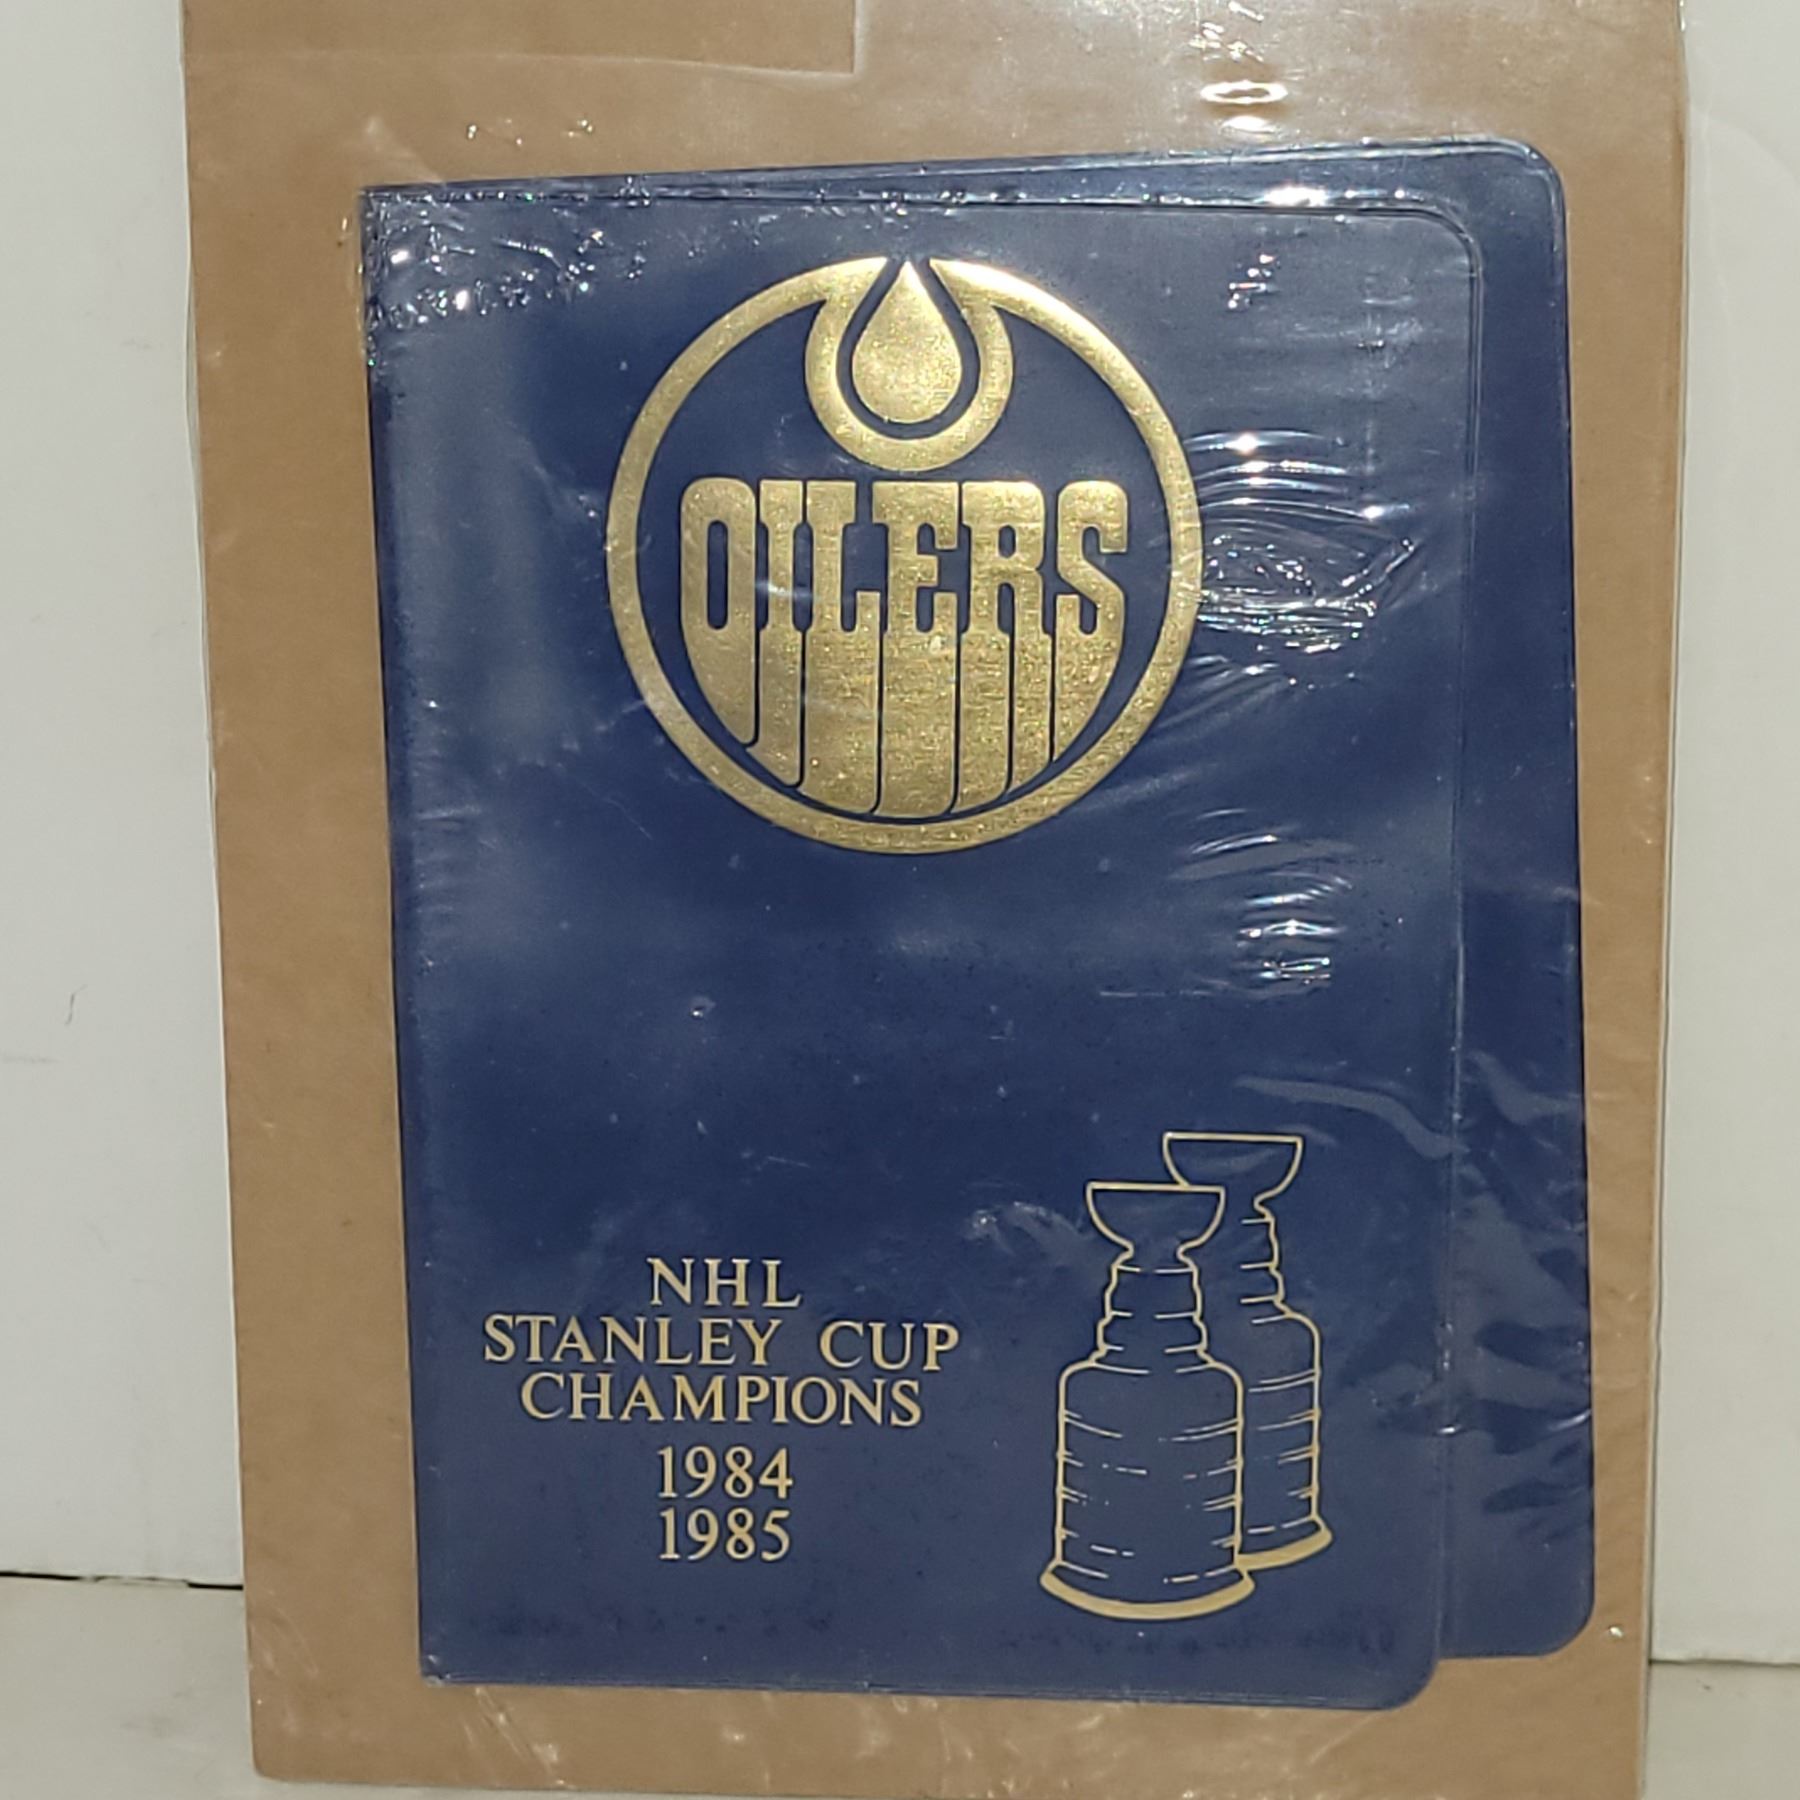 OILERS
NHL
STANLEY CUP
CHAMPIONS
1984
1985